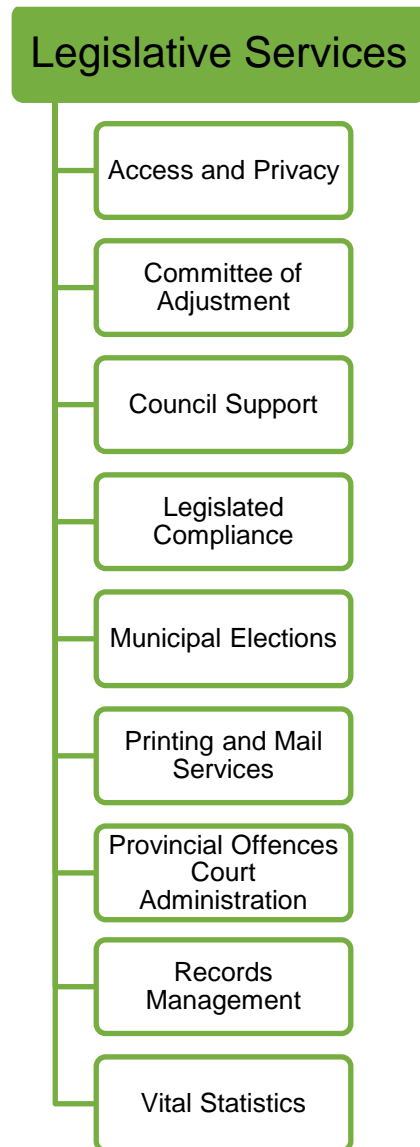 Legislative Services
Access and Privacy
Committee of
Adjustment
Council Support
Legislated
Compliance
Municipal Elections
Printing and Mail
Services
Provincial Offences
Court
Administration
Records
Management
Vital Statistics